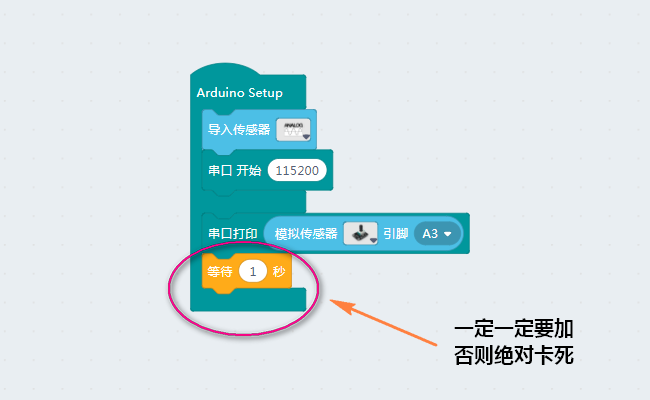 Arduino Setup
导入传感器 ANALOG
串口 开始 115200
串口打印 模拟传感器 引脚 A3
等待 1 秒
一定一定要加
否则绝对卡死